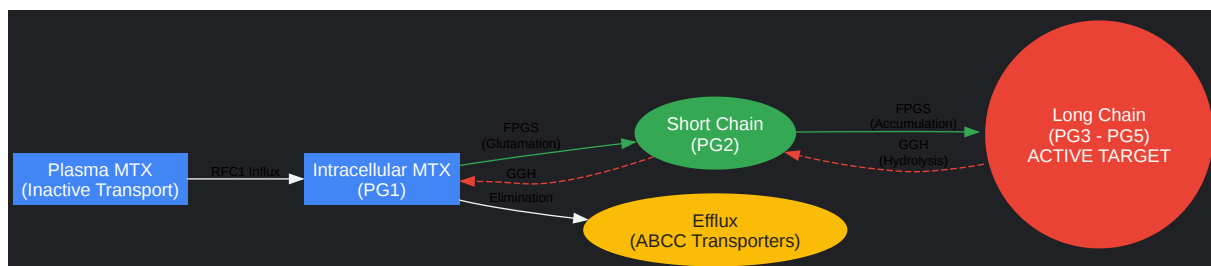 Plasma MTX
(Inactive Transport)
RFC1 Influx
Intracellular MTX
(PG1)
FPGS
(Glutamation)
GGH
Elimination
Short Chain
(PG2)
Efflux
(ABCC Transporters)
FPGS
(Accumulation)
GGH
(Hydrolysis)
Long Chain
(PG3 - PG5)
ACTIVE TARGET